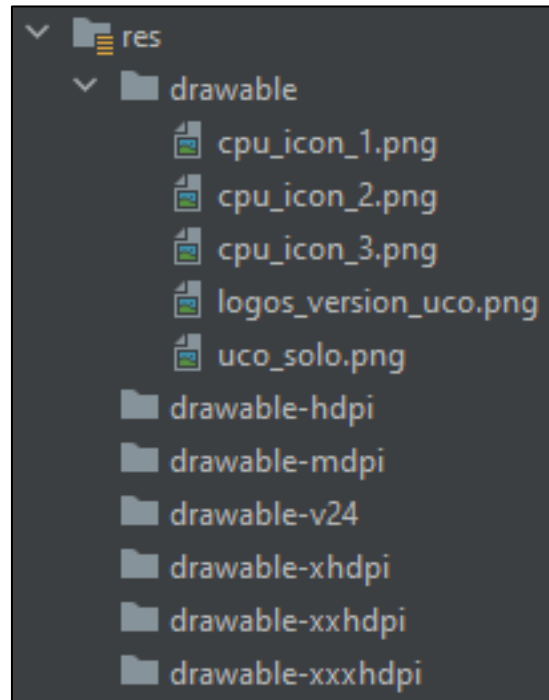 res
drawable
cpu_icon_1.png
cpu_icon_2.png
cpu_icon_3.png
logos_version_uco.png
uco_solo.png
drawable-hdpi
drawable-mdpi
drawable-v24
drawable-xhdpi
drawable-xxhdpi
drawable-xxxhdpi